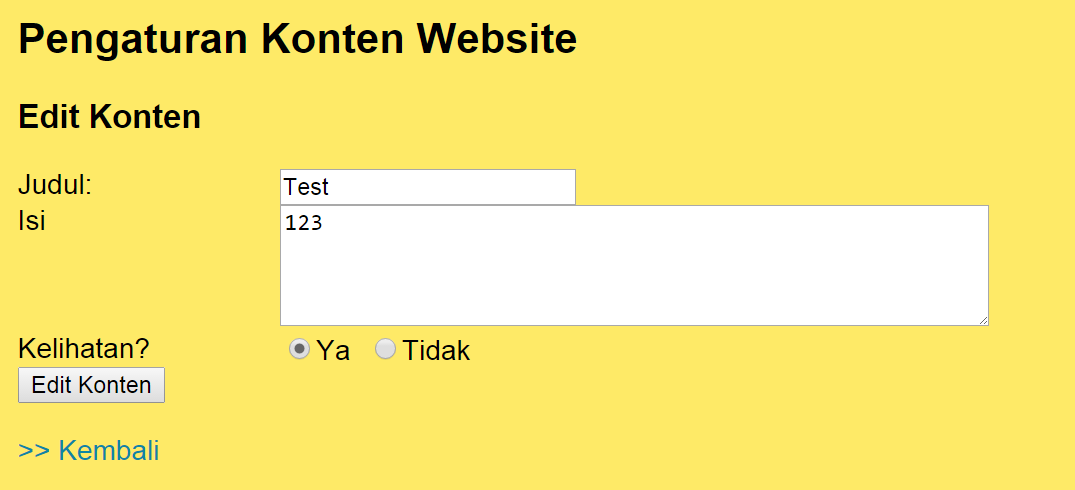 Pengaturan Konten Website
Edit Konten
Judul: Test
Isi 123
Kelihatan? Ya Tidak
Edit Konten
>> Kembali